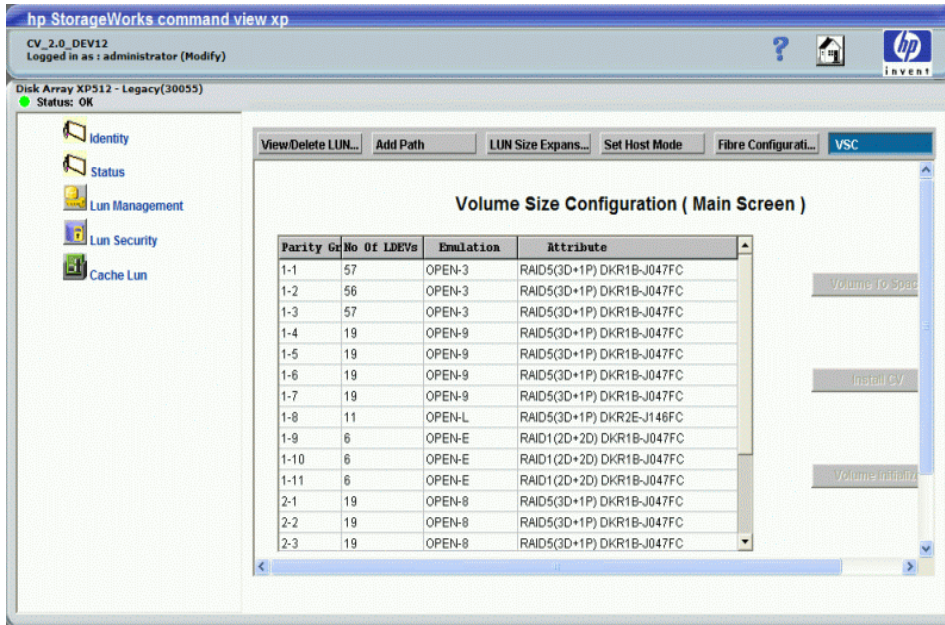 hp StorageWorks command view xp
CV_2.0_DEV12
Logged in as : administrator (Modify)
?
hp
invent
Disk Array XP512 - Legacy(30055)
Status: OK
Identity
Status
Lun Management
Lun Security
Cache Lun
View/Delete LUN... Add Path LUN Size Expans... Set Host Mode Fibre Configurati... VSC
Volume Size Configuration ( Main Screen )
Parity Gr No Of LDEVs Emulation Attribute
1-1 57 OPEN-3 RAID5(3D+1P) DKR1B-J047FC
1-2 56 OPEN-3 RAID5(3D+1P) DKR1B-J047FC
1-3 57 OPEN-3 RAID5(3D+1P) DKR1B-J047FC
1-4 19 OPEN-9 RAID5(3D+1P) DKR1B-J047FC
1-5 19 OPEN-9 RAID5(3D+1P) DKR1B-J047FC
1-6 19 OPEN-9 RAID5(3D+1P) DKR1B-J047FC
1-7 19 OPEN-9 RAID5(3D+1P) DKR1B-J047FC
1-8 11 OPEN-L RAID5(3D+1P) DKR2E-J146FC
1-9 6 OPEN-E RAID1(2D+2D) DKR1B-J047FC
1-10 6 OPEN-E RAID1(2D+2D) DKR1B-J047FC
1-11 6 OPEN-E RAID1(2D+2D) DKR1B-J047FC
2-1 19 OPEN-8 RAID5(3D+1P) DKR1B-J047FC
2-2 19 OPEN-8 RAID5(3D+1P) DKR1B-J047FC
2-3 19 OPEN-8 RAID5(3D+1P) DKR1B-J047FC
Volume To Spac
Install CV
Volume Initialize